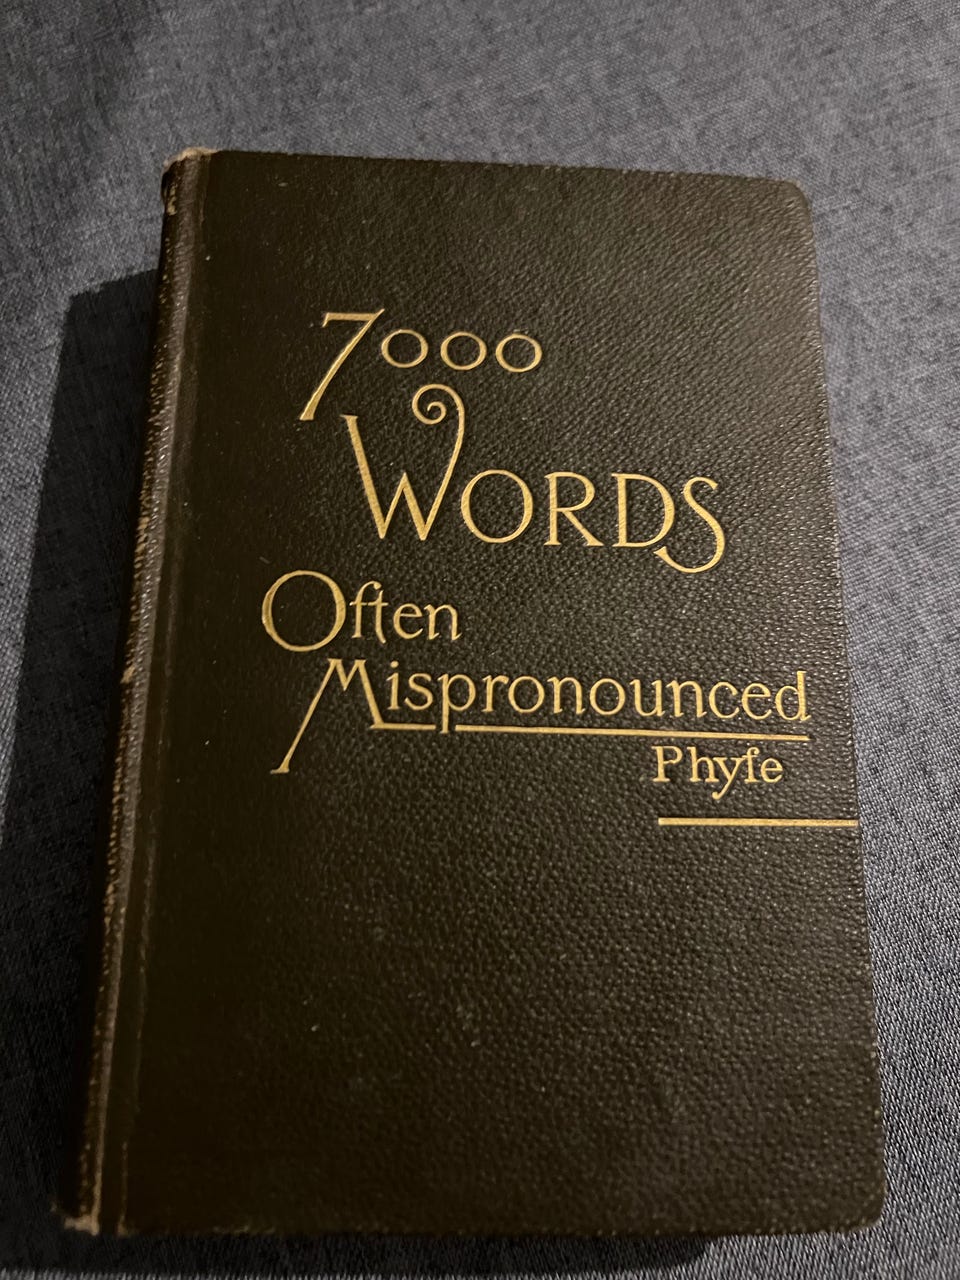 7000
WORDS
Often
Mispronounced
Phyfe